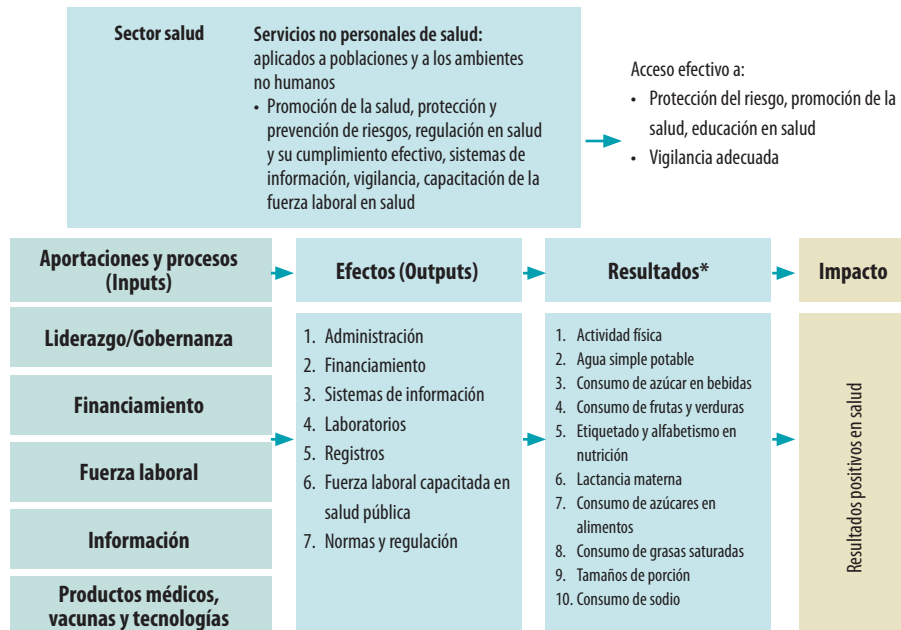 Sector salud
Servicios no personales de salud:
aplicados a poblaciones y a los ambientes
no humanos
• Promoción de la salud, protección y
prevención de riesgos, regulación en salud
y su cumplimiento efectivo, sistemas de
información, vigilancia, capacitación de la
fuerza laboral en salud
Acceso efectivo a:
• Protección del riesgo, promoción de la
salud, educación en salud
• Vigilancia adecuada
Aportaciones y procesos
(Inputs)
Efectos (Outputs)
Resultados*
Impacto
Liderazgo/Gobernanza
Financiamiento
Fuerza laboral
Información
Productos médicos,
vacunas y tecnologías
1. Administración
2. Financiamiento
3. Sistemas de información
4. Laboratorios
5. Registros
6. Fuerza laboral capacitada en
salud pública
7. Normas y regulación
1. Actividad física
2. Agua simple potable
3. Consumo de azúcar en bebidas
4. Consumo de frutas y verduras
5. Etiquetado y alfabetismo en
nutrición
6. Lactancia materna
7. Consumo de azúcares en
alimentos
8. Consumo de grasas saturadas
9. Tamaños de porción
10. Consumo de sodio
Resultados positivos en salud